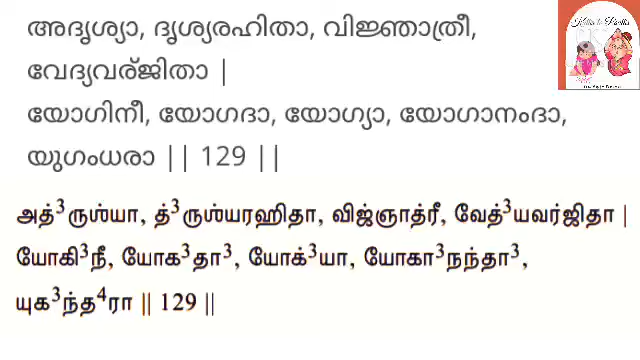 അദൃശ്യാ, ദൃശ്യരഹിതാ, വിജ്ഞാത്രീ,
വേദ്യവര്ജിതാ |
യോഗിനീ, യോഗദാ, യോഗ്യാ, യോഗാനംദാ,
യുഗംധരാ || 129 ||
அத்³ருஶ்யா, த்³ருஶ்யரஹிதா, விஜ்ஞாத்ரீ, வேத்³யவர்ஜிதா |
யோகி³நீ, யோக³தா³, யோக்³யா, யோகா³நந்தா³,
யுக³ந்த⁴ரா || 129 ||